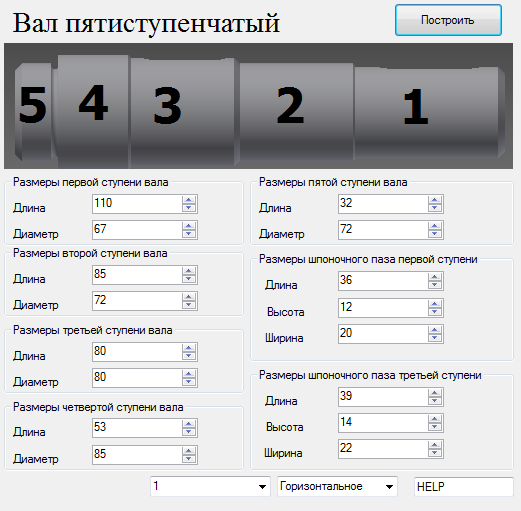 Вал пятиступенчатый
Построить
5 4 3 2 1
Размеры первой ступени вала
Длина 110
Диаметр 67
Размеры второй ступени вала
Длина 85
Диаметр 72
Размеры третьей ступени вала
Длина 80
Диаметр 80
Размеры четвертой ступени вала
Длина 53
Диаметр 85
Размеры пятой ступени вала
Длина 32
Диаметр 72
Размеры шпоночного паза первой ступени
Длина 36
Высота 12
Ширина 20
Размеры шпоночного паза третьей ступени
Длина 39
Высота 14
Ширина 22
1 Горизонтальное HELP